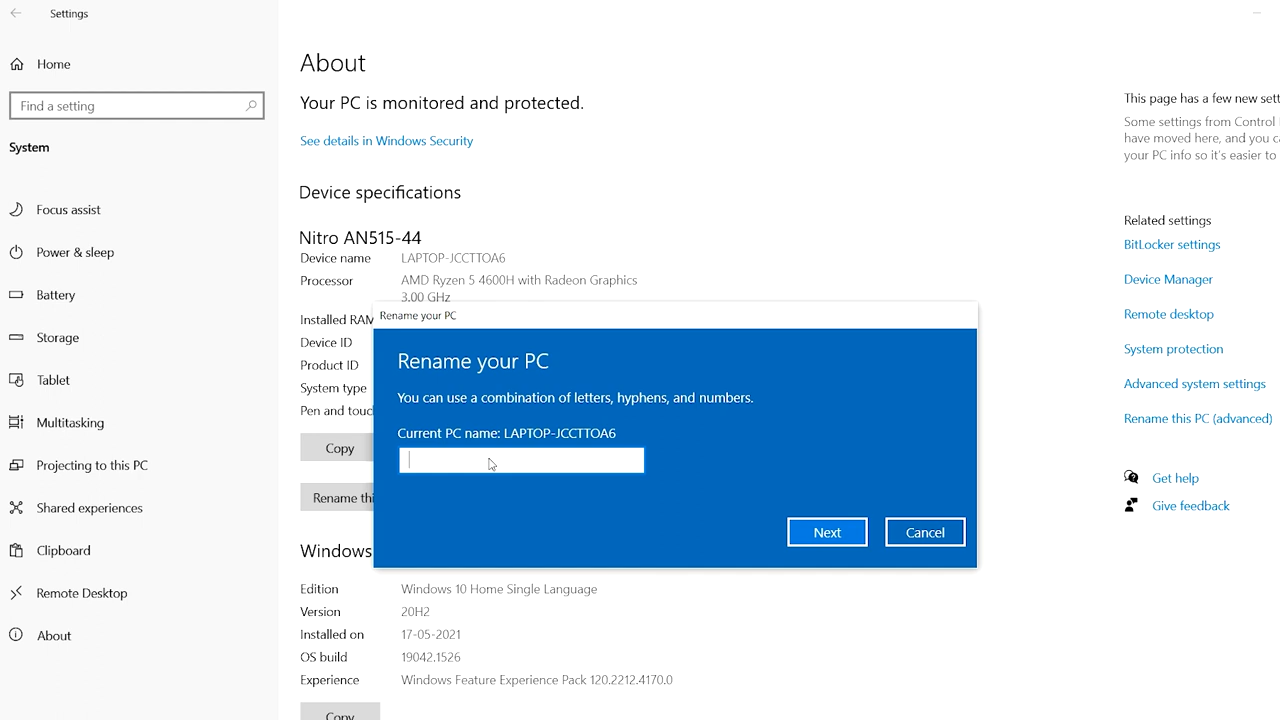 Settings
Home
Find a setting
System
Focus assist
Power & sleep
Battery
Storage
Tablet
Multitasking
Projecting to this PC
Shared experiences
Clipboard
Remote Desktop
About
About
Your PC is monitored and protected.
See details in Windows Security
Device specifications
Nitro AN515-44
Device name LAPTOP-JCCTTOA6
Processor AMD Ryzen 5 4600H with Radeon Graphics
3.00 GHz
Installed RAM
Device ID
Product ID
System type
Pen and touc
Copy
Rename thi
Rename your PC
Rename your PC
You can use a combination of letters, hyphens, and numbers.
Current PC name: LAPTOP-JCCTTOA6
Next Cancel
Windows
Edition Windows 10 Home Single Language
Version 20H2
Installed on 17-05-2021
OS build 19042.1526
Experience Windows Feature Experience Pack 120.2212.4170.0
Copy
This page has a few new sett
Some settings from Control
have moved here, and you ca
your PC info so it's easier to
Related settings
BitLocker settings
Device Manager
Remote desktop
System protection
Advanced system settings
Rename this PC (advanced)
Get help
Give feedback